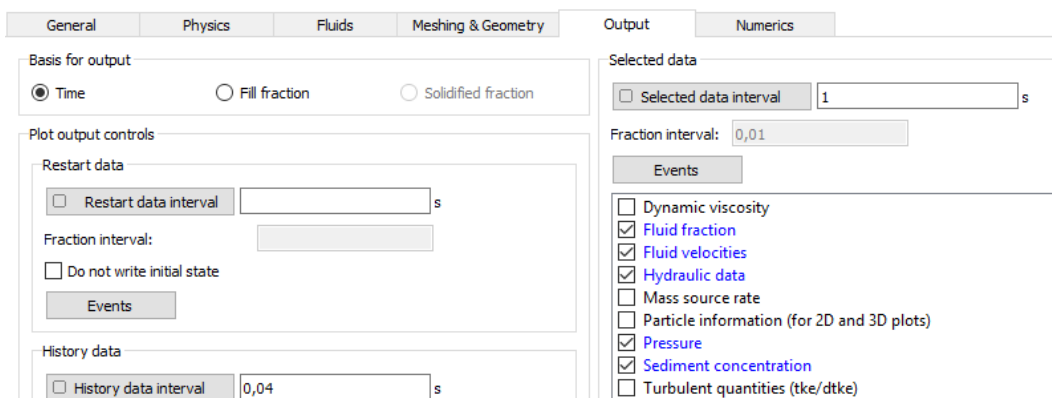 General Physics Fluids Meshing & Geometry Output Numerics
Basis for output
Time Fill fraction Solidified fraction
Plot output controls
Restart data
Restart data interval s
Fraction interval:
Do not write initial state
Events
History data
History data interval 0,04 s
Selected data
Selected data interval 1 s
Fraction interval: 0,01
Events
Dynamic viscosity
Fluid fraction
Fluid velocities
Hydraulic data
Mass source rate
Particle information (for 2D and 3D plots)
Pressure
Sediment concentration
Turbulent quantities (tke/dtke)